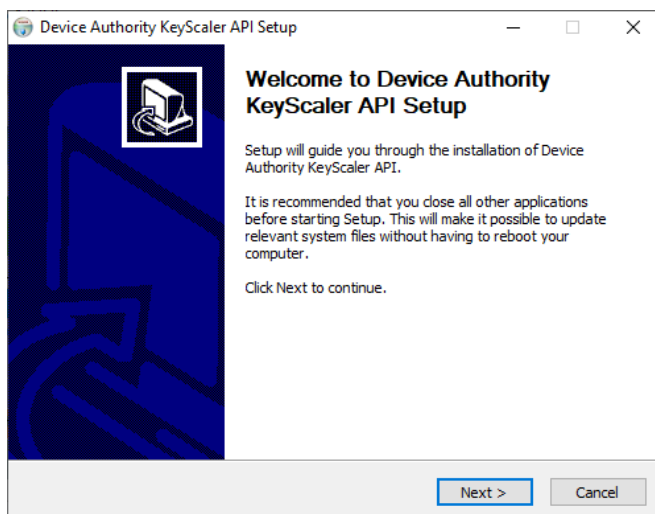 Device Authority KeyScaler API Setup
Welcome to Device Authority
KeyScaler API Setup
Setup will guide you through the installation of Device
Authority KeyScaler API.
It is recommended that you close all other applications
before starting Setup. This will make it possible to update
relevant system files without having to reboot your
computer.
Click Next to continue.
Next >
Cancel